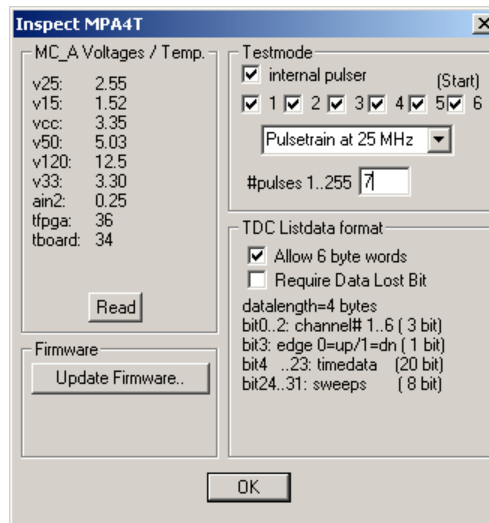 Inspect MPA4T
MC_A Voltages / Temp.
v25: 2.55
v15: 1.52
vcc: 3.35
v50: 5.03
v120: 12.5
v33: 3.30
ain2: 0.25
tfpga: 36
tboard: 34
Read
Firmware
Update Firmware..
Testmode
internal pulser (Start)
1 2 3 4 5 6
Pulsetrain at 25 MHz
#pulses 1..255 7
TDC Listdata format
Allow 6 byte words
Require Data Lost Bit
datalength=4 bytes
bit0..2: channel# 1..6 ( 3 bit)
bit3: edge 0=up/1=dn ( 1 bit)
bit4 ..23: timedata (20 bit)
bit24..31: sweeps ( 8 bit)
OK